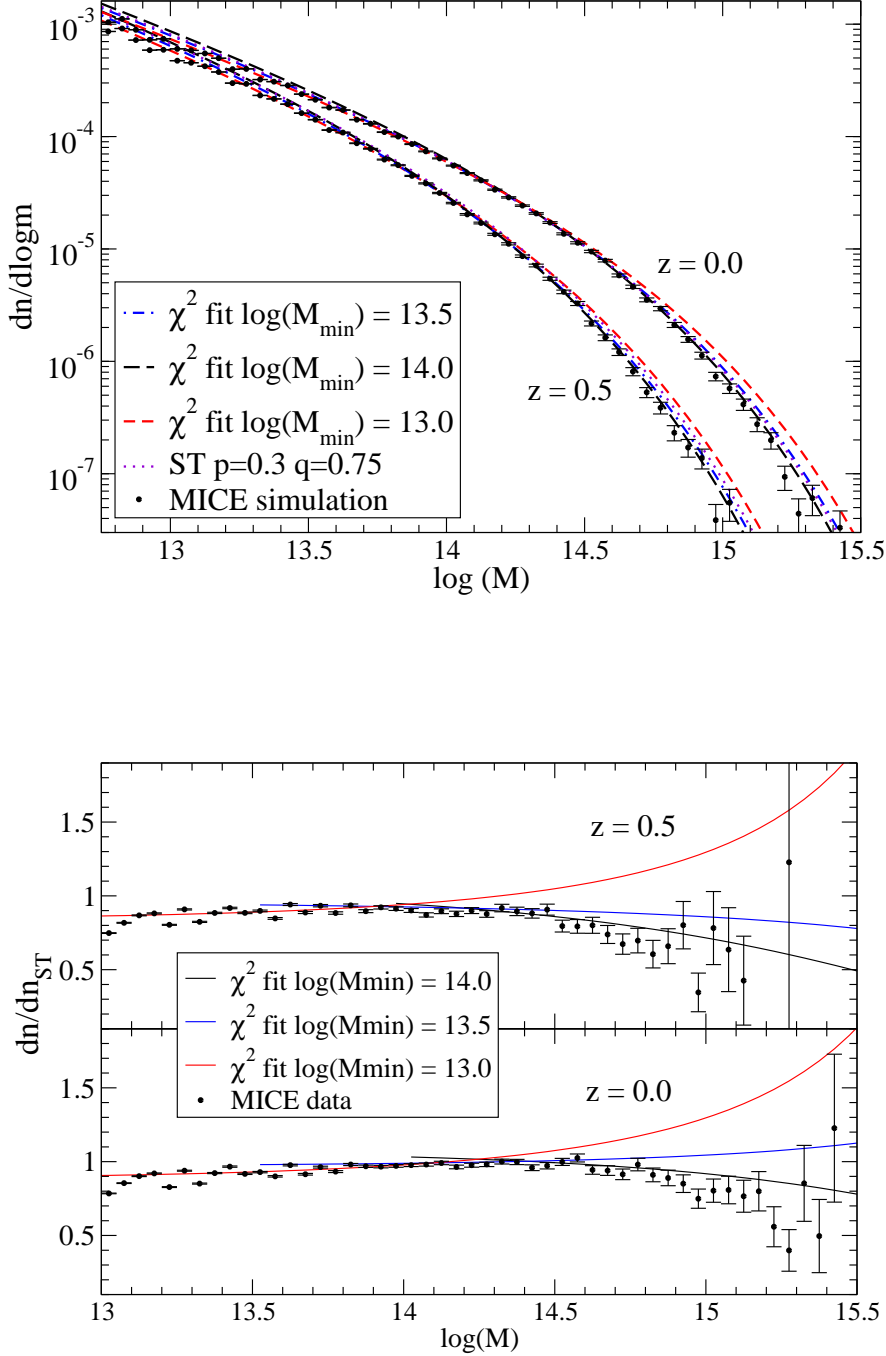 10⁻³
10⁻⁴
10⁻⁵
10⁻⁶
10⁻⁷
dn/dlogm
z = 0.0
z = 0.5
χ² fit log(M_min) = 13.5
χ² fit log(M_min) = 14.0
χ² fit log(M_min) = 13.0
ST p=0.3 q=0.75
MICE simulation
13 13.5 14 14.5 15 15.5
log (M)
1.5
1
0.5
z = 0.5
dn/dn_ST
χ² fit log(Mmin) = 14.0
χ² fit log(Mmin) = 13.5
χ² fit log(Mmin) = 13.0
MICE data
1.5
1
0.5
z = 0.0
13 13.5 14 14.5 15 15.5
log(M)